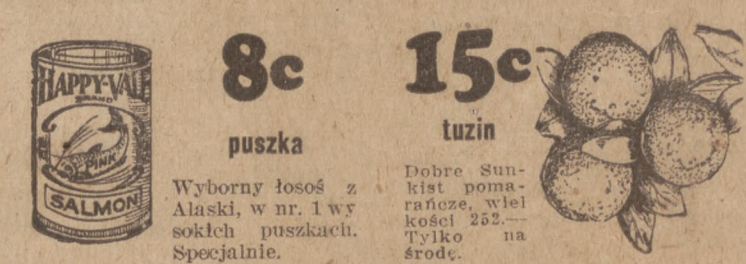 HAPPY-VALE
BRAND
PINK
SALMON
8c
puszka
Wyborny łosoś z
Alaski, w nr. 1 wy
sokich puszkach.
Specjalnie.
15c
tuzin
Dobre Sun-
kist poma-
rańcze, wiel
kości 252.—
Tylko na
środę.